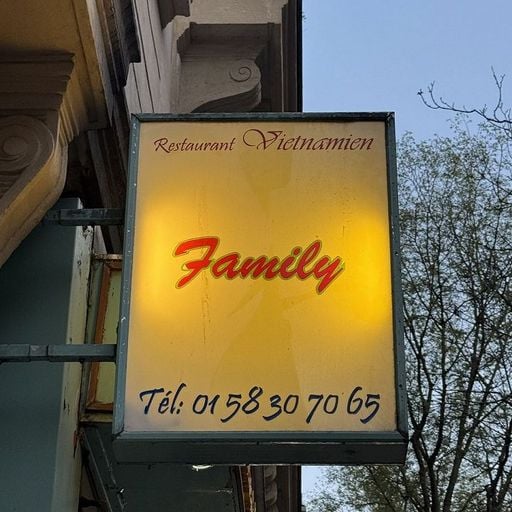 Restaurant Vietnamien
Family
Tél: 01 58 30 70 65